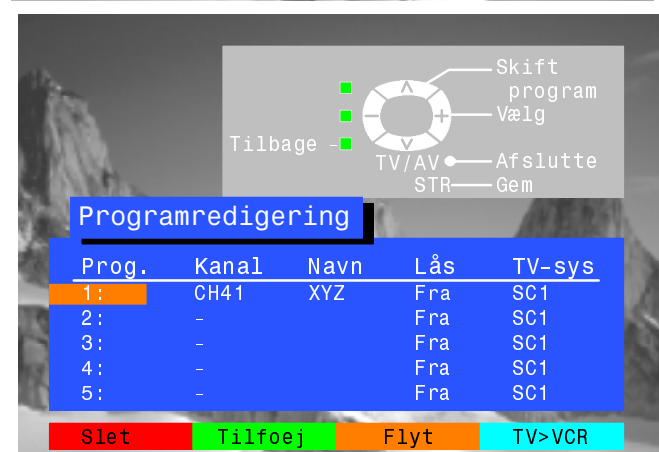 Skift
program
Vælg
Tilbage
TV/AV Afslutte
STR Gem
Programredigering
Prog. Kanal Navn Lås TV-sys
1: CH41 XYZ Fra SC1
2: - Fra SC1
3: - Fra SC1
4: - Fra SC1
5: - Fra SC1
Slet Tilfoej Flyt TV>VCR